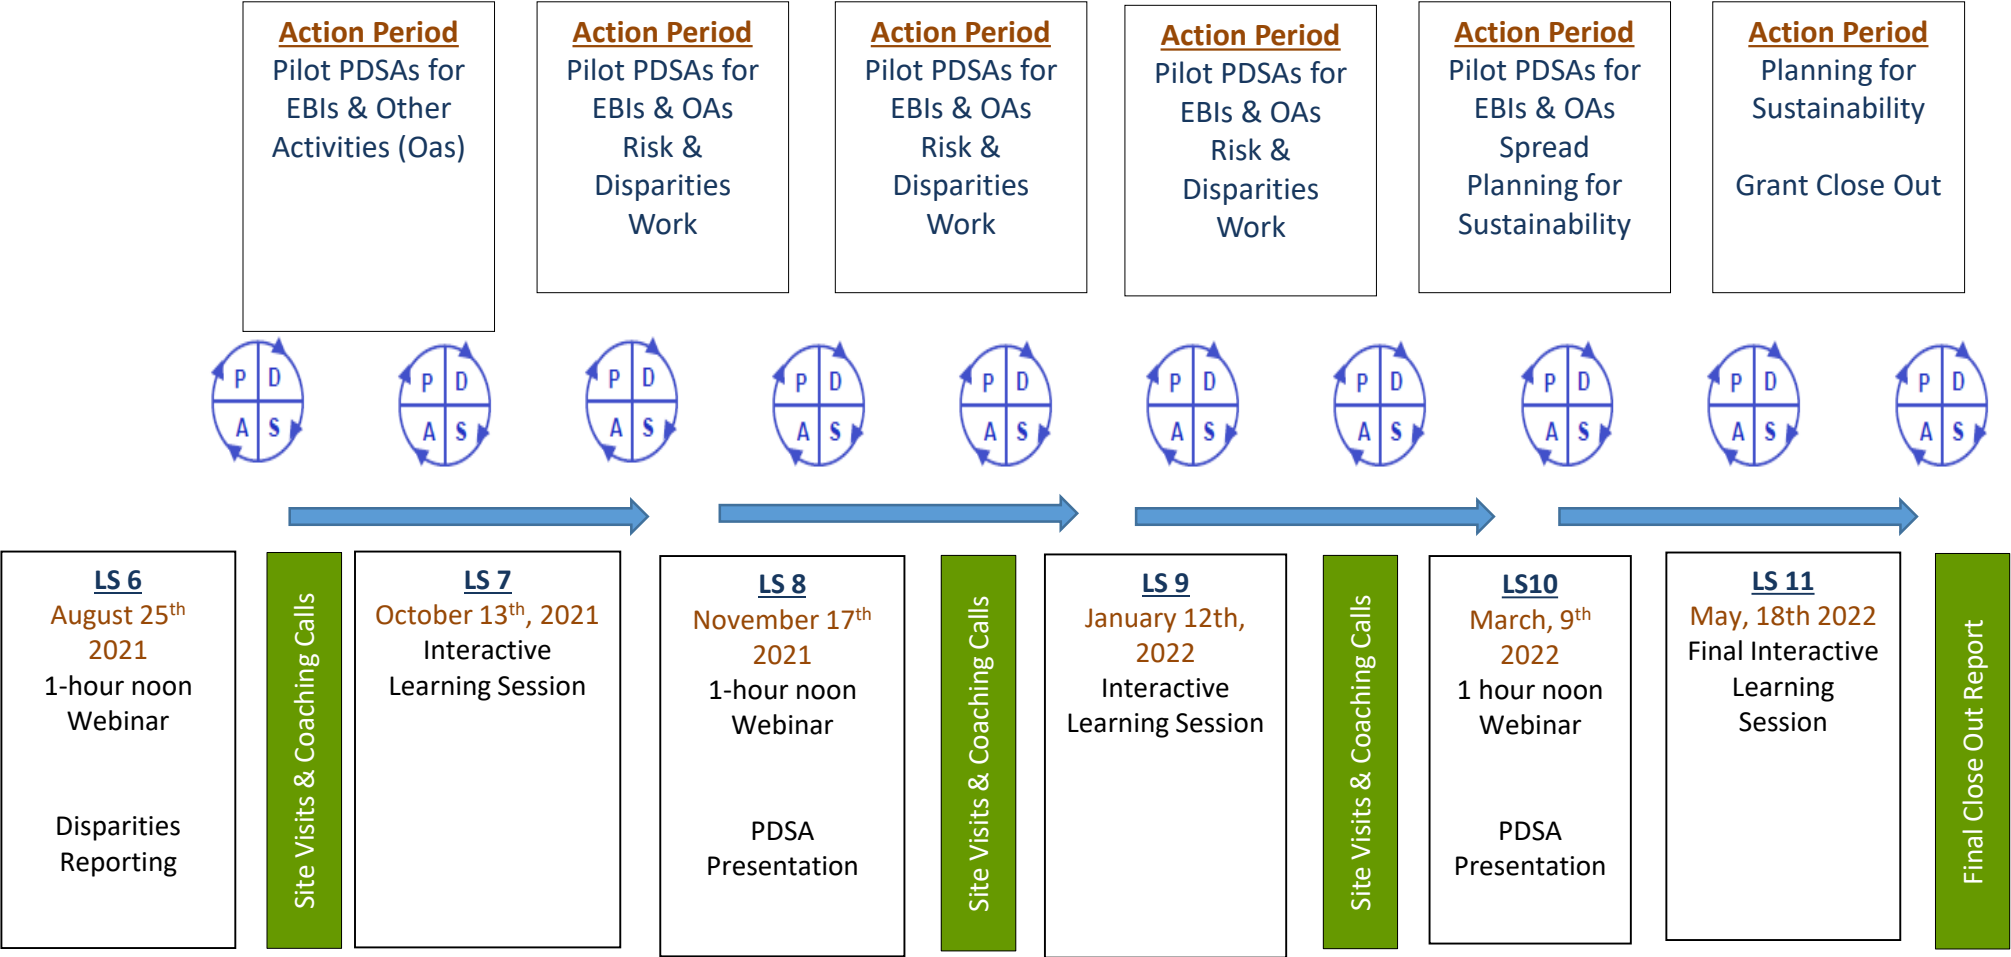 Action Period
Pilot PDSAs for
EBIs & Other
Activities (Oas)
Action Period
Pilot PDSAs for
EBIs & OAs
Risk &
Disparities
Work
Action Period
Pilot PDSAs for
EBIs & OAs
Risk &
Disparities
Work
Action Period
Pilot PDSAs for
EBIs & OAs
Risk &
Disparities
Work
Action Period
Pilot PDSAs for
EBIs & OAs
Spread
Planning for
Sustainability
Action Period
Planning for
Sustainability
Grant Close Out
P D
A S
P D
A S
P D
A S
P D
A S
P D
A S
P D
A S
P D
A S
P D
A S
P D
A S
P D
A S
LS 6
August 25th
2021
1-hour noon
Webinar
Disparities
Reporting
Site Visits & Coaching Calls
LS 7
October 13th, 2021
Interactive
Learning Session
LS 8
November 17th
2021
1-hour noon
Webinar
PDSA
Presentation
Site Visits & Coaching Calls
LS 9
January 12th,
2022
Interactive
Learning Session
Site Visits & Coaching Calls
LS10
March, 9th
2022
1 hour noon
Webinar
PDSA
Presentation
LS 11
May, 18th 2022
Final Interactive
Learning
Session
Final Close Out Report